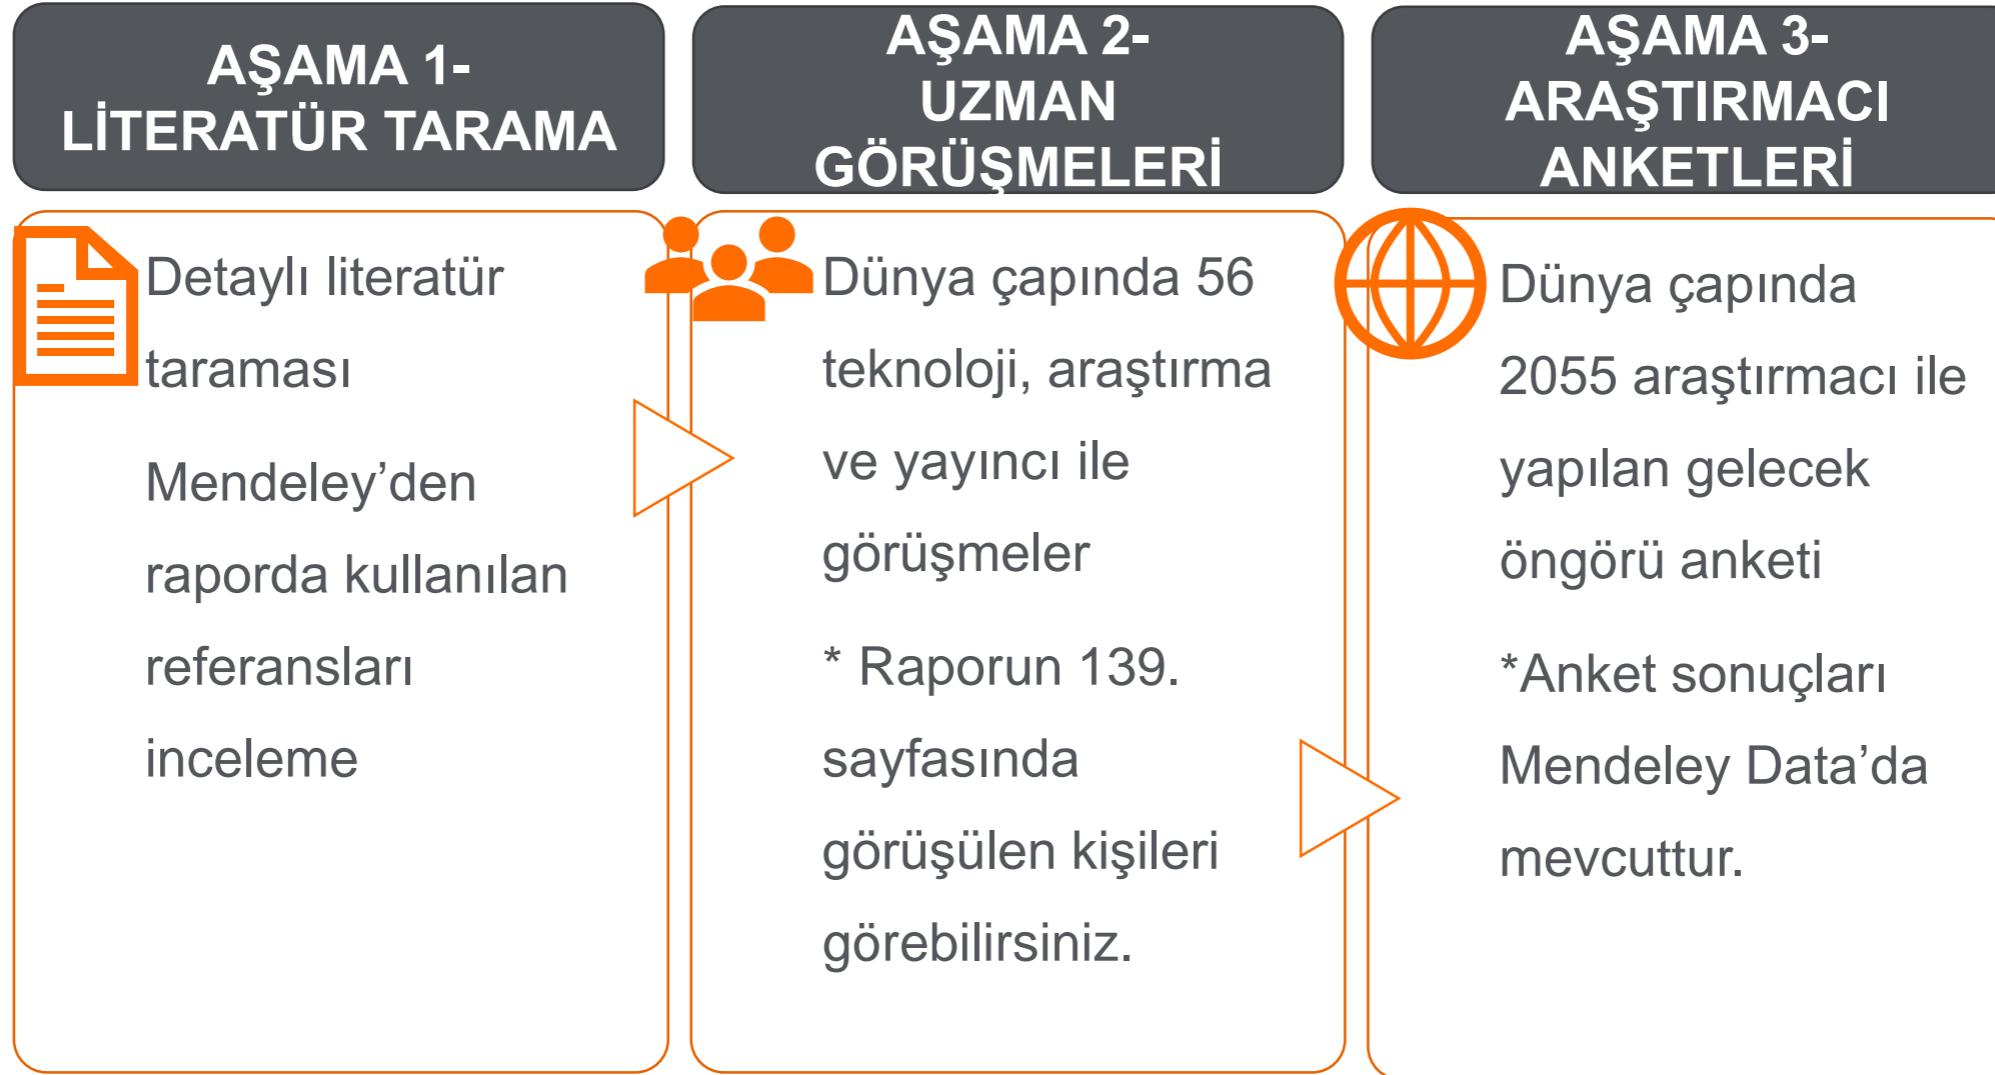 AŞAMA 1-
LİTERATÜR TARAMA
Detaylı literatür
taraması
Mendeley’den
raporda kullanılan
referansları
inceleme
AŞAMA 2-
UZMAN
GÖRÜŞMELERİ
Dünya çapında 56
teknoloji, araştırma
ve yayıncı ile
görüşmeler
* Raporun 139.
sayfasında
görüşülen kişileri
görebilirsiniz.
AŞAMA 3-
ARAŞTIRMACI
ANKETLERİ
Dünya çapında
2055 araştırmacı ile
yapılan gelecek
öngörü anketi
*Anket sonuçları
Mendeley Data’da
mevcuttur.